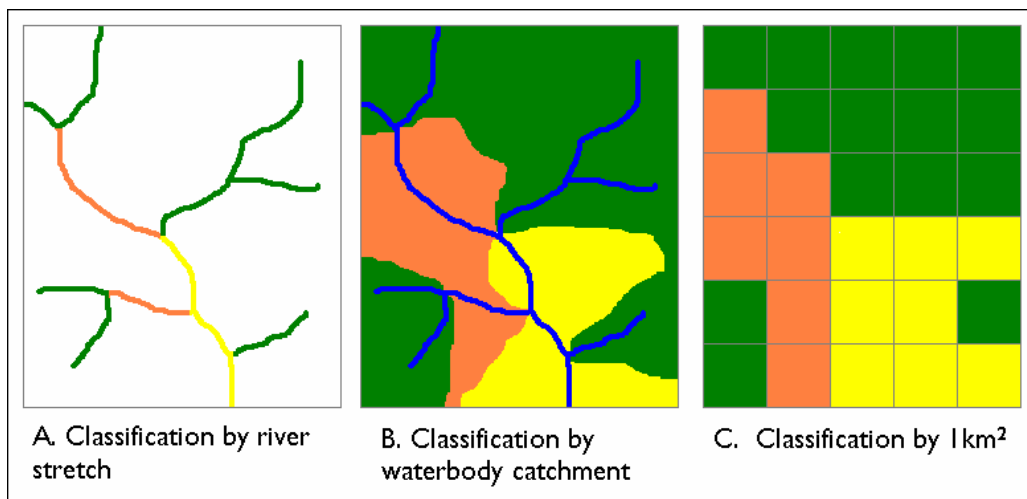 A. Classification by river
stretch
B. Classification by
waterbody catchment
C. Classification by 1km²